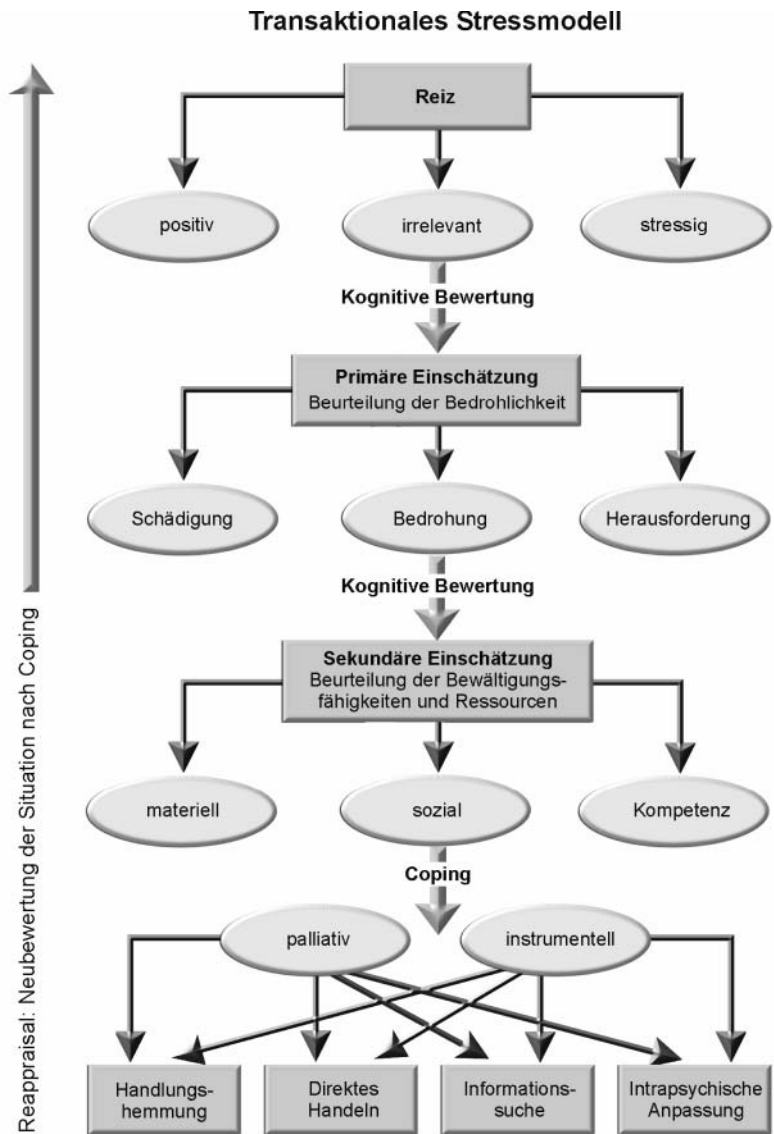 Transaktionales Stressmodell
Reiz
positiv
irrelevant
stressig
Kognitive Bewertung
Primäre Einschätzung
Beurteilung der Bedrohlichkeit
Schädigung
Bedrohung
Herausforderung
Kognitive Bewertung
Sekundäre Einschätzung
Beurteilung der Bewältigungs-
fähigkeiten und Ressourcen
materiell
sozial
Kompetenz
Coping
palliativ
instrumentell
Handlungs-
hemmung
Direktes
Handeln
Informations-
suche
Intrapsychische
Anpassung
Reappraisal: Neubewertung der Situation nach Coping